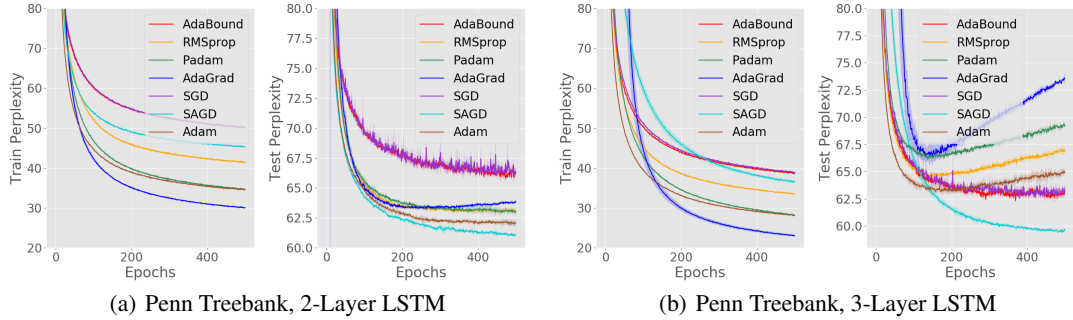 Train Perplexity
80
70
60
50
40
30
20
0
200
400
Epochs
AdaBound
RMSprop
Padam
AdaGrad
SGD
SAGD
Adam
Test Perplexity
80.0
77.5
75.0
72.5
70.0
67.5
65.0
62.5
60.0
0
200
400
Epochs
AdaBound
RMSprop
Padam
AdaGrad
SGD
SAGD
Adam
(a) Penn Treebank, 2-Layer LSTM
Train Perplexity
80
70
60
50
40
30
20
0
200
400
Epochs
AdaBound
RMSprop
Padam
AdaGrad
SGD
SAGD
Adam
Test Perplexity
80.0
77.5
75.0
72.5
70.0
67.5
65.0
62.5
60.0
0
200
400
Epochs
AdaBound
RMSprop
Padam
AdaGrad
SGD
SAGD
Adam
(b) Penn Treebank, 3-Layer LSTM